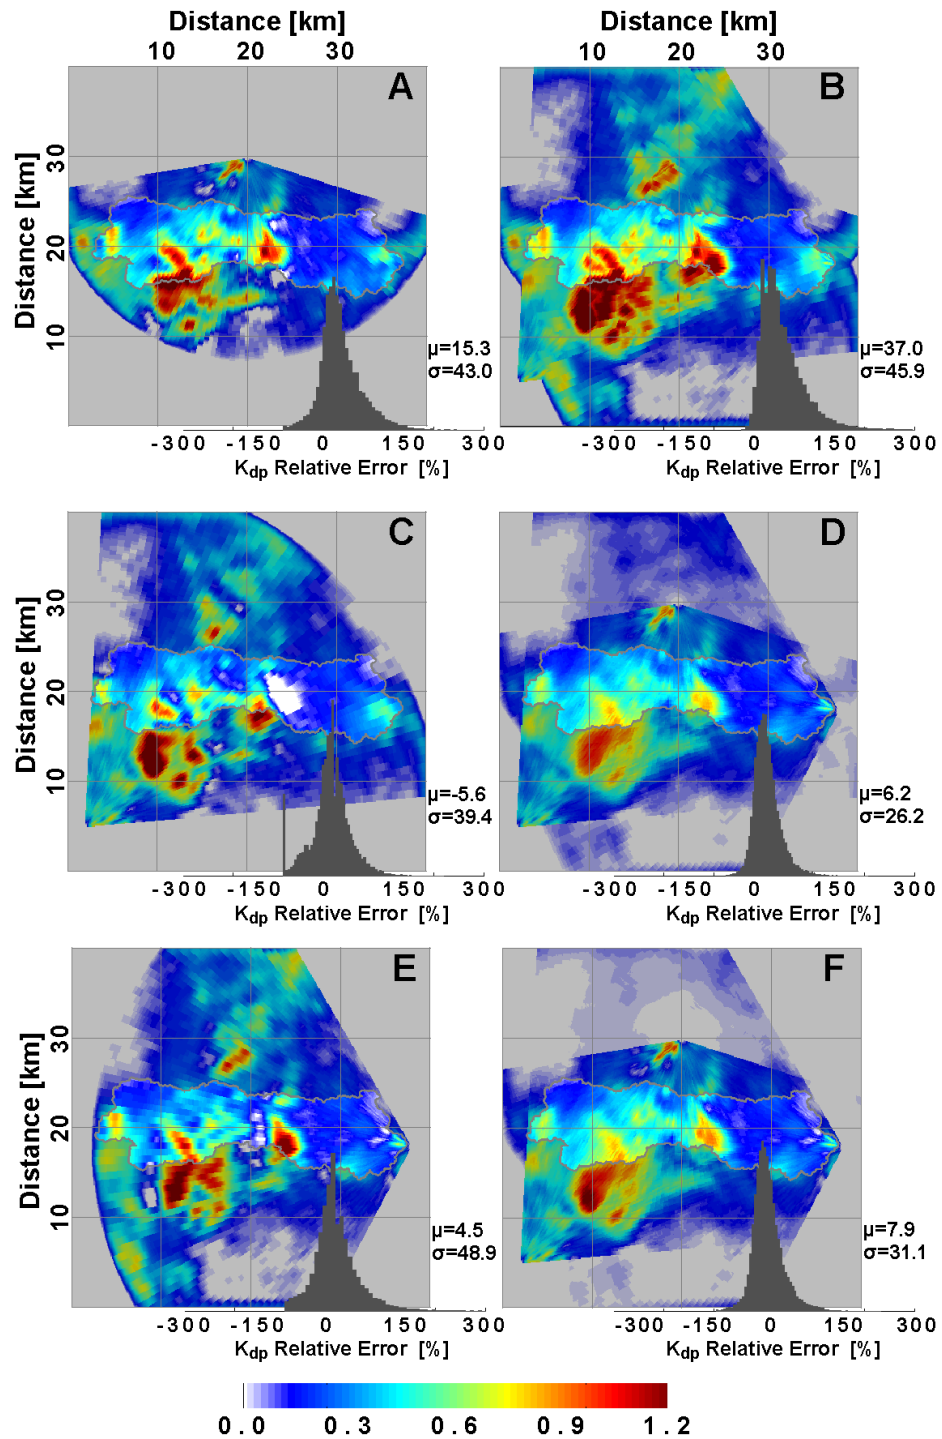 Distance [km] Distance [km]
10 20 30 10 20 30
A B
Distance [km]
30
20
10
μ=15.3
σ=43.0
μ=37.0
σ=45.9
-300 -150 0 150 300 -300 -150 0 150 300
Kdp Relative Error [%] Kdp Relative Error [%]
C D
Distance [km]
30
20
10
μ=-5.6
σ=39.4
μ=6.2
σ=26.2
-300 -150 0 150 300 -300 -150 0 150 300
Kdp Relative Error [%] Kdp Relative Error [%]
E F
Distance [km]
30
20
10
μ=4.5
σ=48.9
μ=7.9
σ=31.1
-300 -150 0 150 300 -300 -150 0 150 300
Kdp Relative Error [%] Kdp Relative Error [%]
0.0 0.3 0.6 0.9 1.2